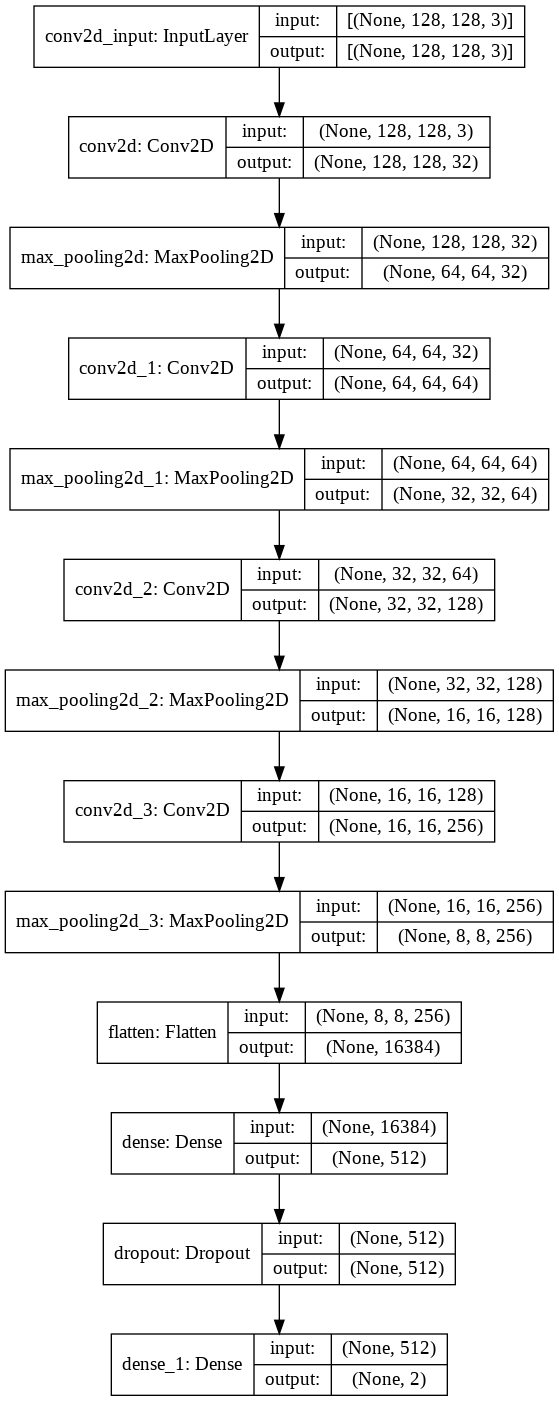 conv2d_input: InputLayer
input:
[(None, 128, 128, 3)]
output:
[(None, 128, 128, 3)]
conv2d: Conv2D
input:
(None, 128, 128, 3)
output:
(None, 128, 128, 32)
max_pooling2d: MaxPooling2D
input:
(None, 128, 128, 32)
output:
(None, 64, 64, 32)
conv2d_1: Conv2D
input:
(None, 64, 64, 32)
output:
(None, 64, 64, 64)
max_pooling2d_1: MaxPooling2D
input:
(None, 64, 64, 64)
output:
(None, 32, 32, 64)
conv2d_2: Conv2D
input:
(None, 32, 32, 64)
output:
(None, 32, 32, 128)
max_pooling2d_2: MaxPooling2D
input:
(None, 32, 32, 128)
output:
(None, 16, 16, 128)
conv2d_3: Conv2D
input:
(None, 16, 16, 128)
output:
(None, 16, 16, 256)
max_pooling2d_3: MaxPooling2D
input:
(None, 16, 16, 256)
output:
(None, 8, 8, 256)
flatten: Flatten
input:
(None, 8, 8, 256)
output:
(None, 16384)
dense: Dense
input:
(None, 16384)
output:
(None, 512)
dropout: Dropout
input:
(None, 512)
output:
(None, 512)
dense_1: Dense
input:
(None, 512)
output:
(None, 2)